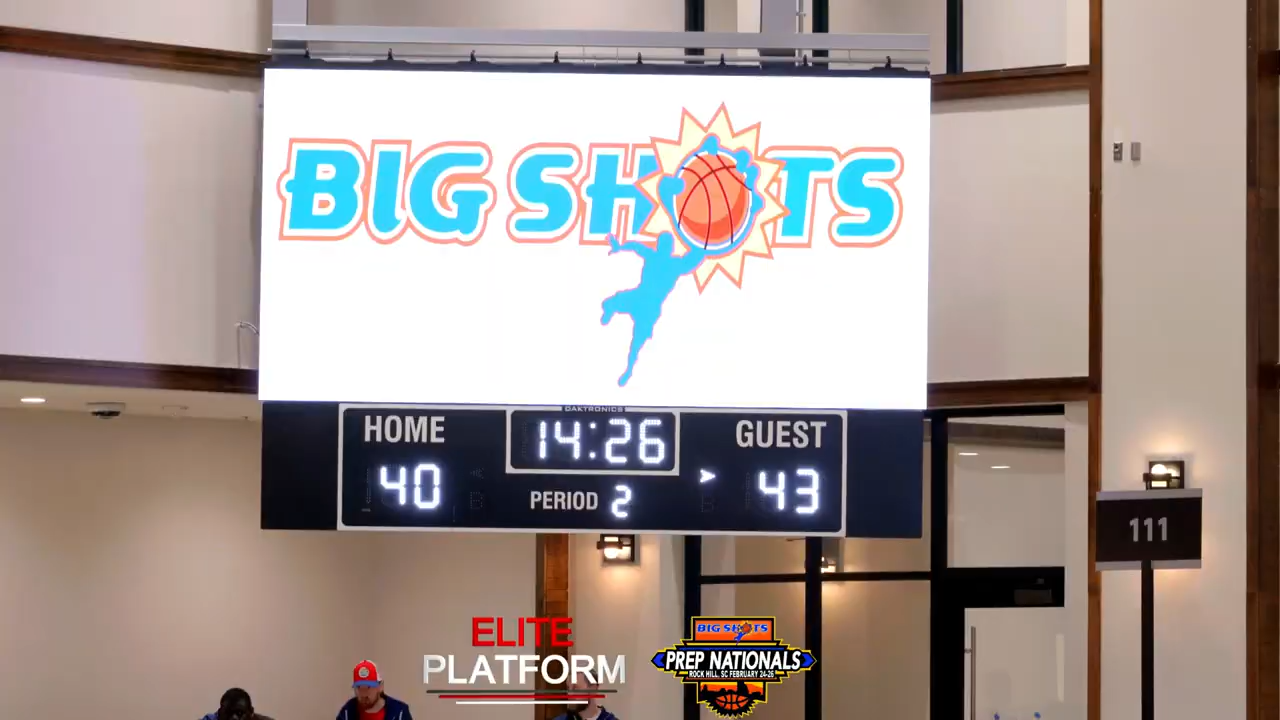 BIG SHOTS
DAKTRONICS
HOME
14:26
GUEST
40
PERIOD 2
43
111
ELITE
PLATFORM
BIG SHOTS
PREP NATIONALS
ROCK HILL, SC FEBRUARY 24-26